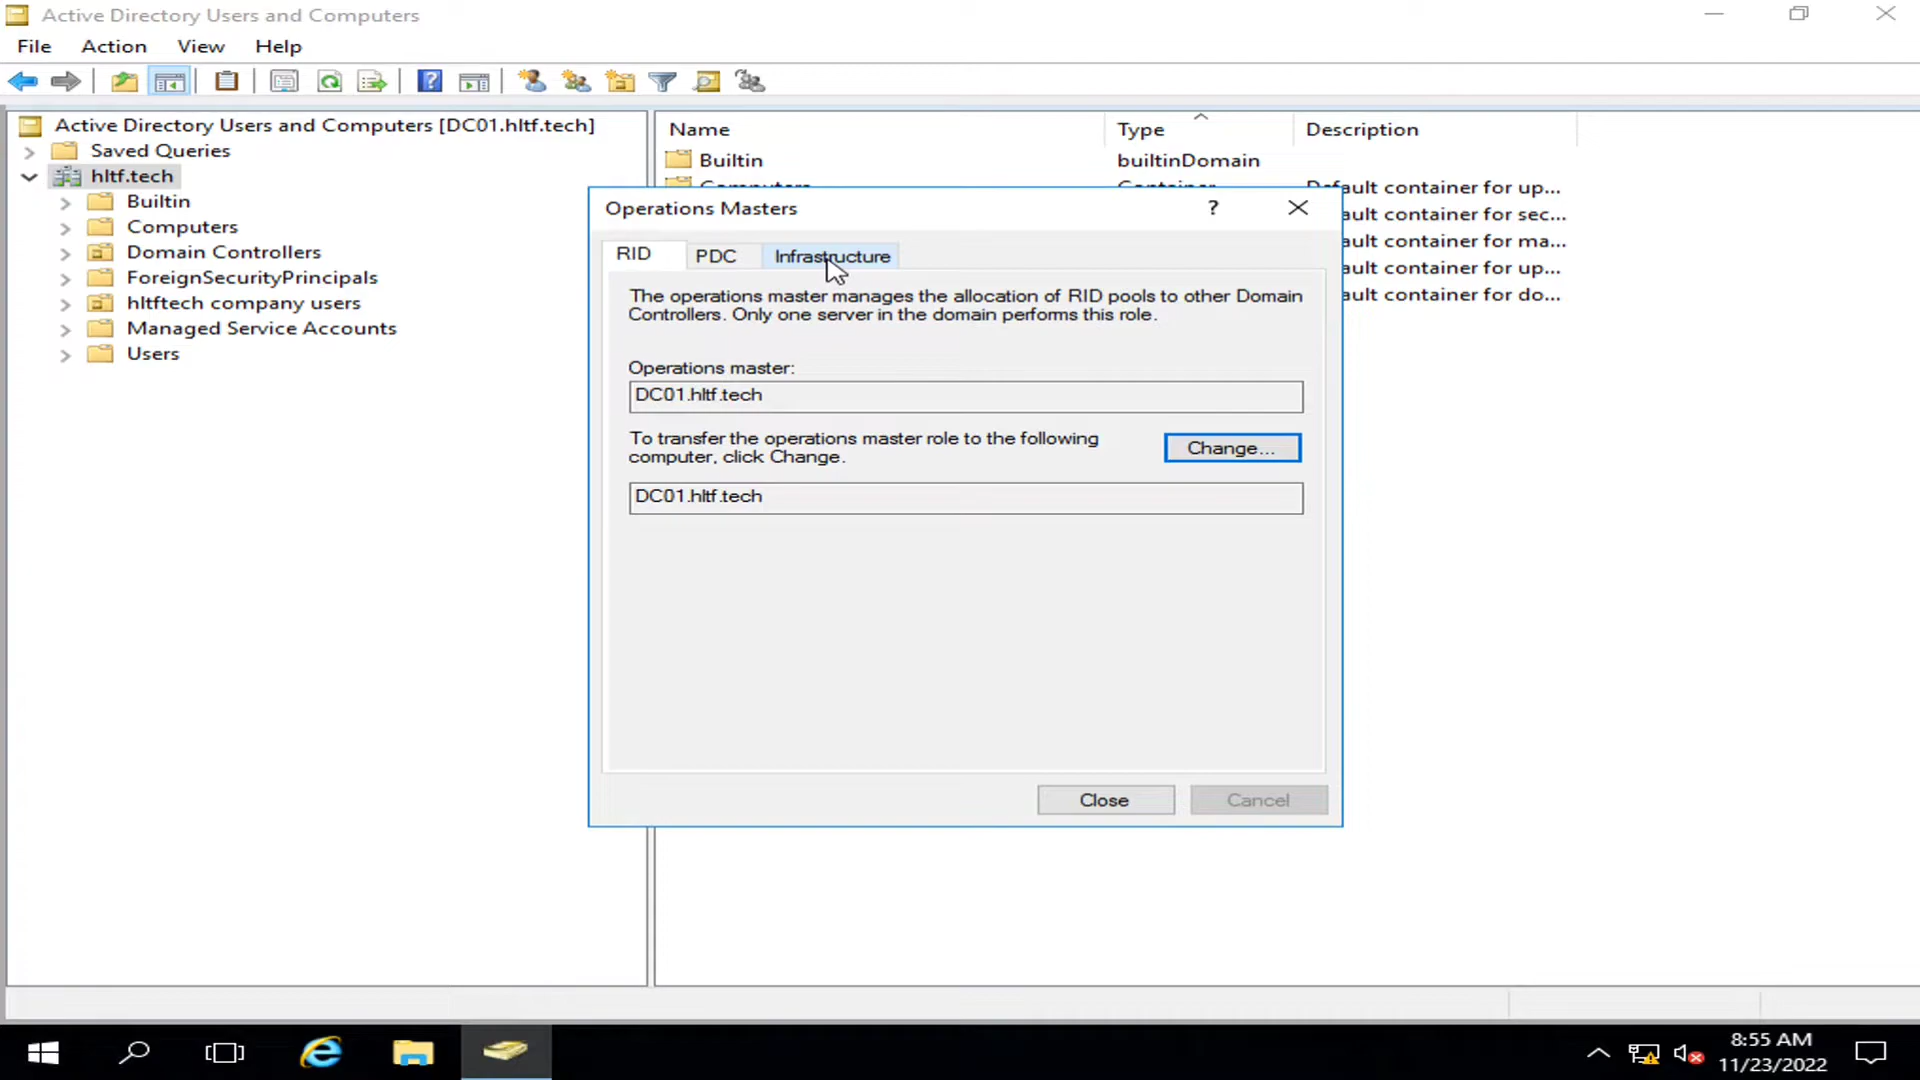 Active Directory Users and Computers
File Action View Help
Active Directory Users and Computers [DC01.hltf.tech]
Saved Queries
hltf.tech
Builtin
Computers
Domain Controllers
ForeignSecurityPrincipals
hltftech company users
Managed Service Accounts
Users
Name Type Description
Builtin builtinDomain
Computers Container Default container for up...
ault container for sec...
ault container for ma...
ault container for up...
ault container for do...
Operations Masters ?
RID PDC Infrastructure
The operations master manages the allocation of RID pools to other Domain
Controllers. Only one server in the domain performs this role.
Operations master:
DC01.hltf.tech
To transfer the operations master role to the following
computer, click Change.
Change...
DC01.hltf.tech
Close Cancel
8:55 AM
11/23/2022